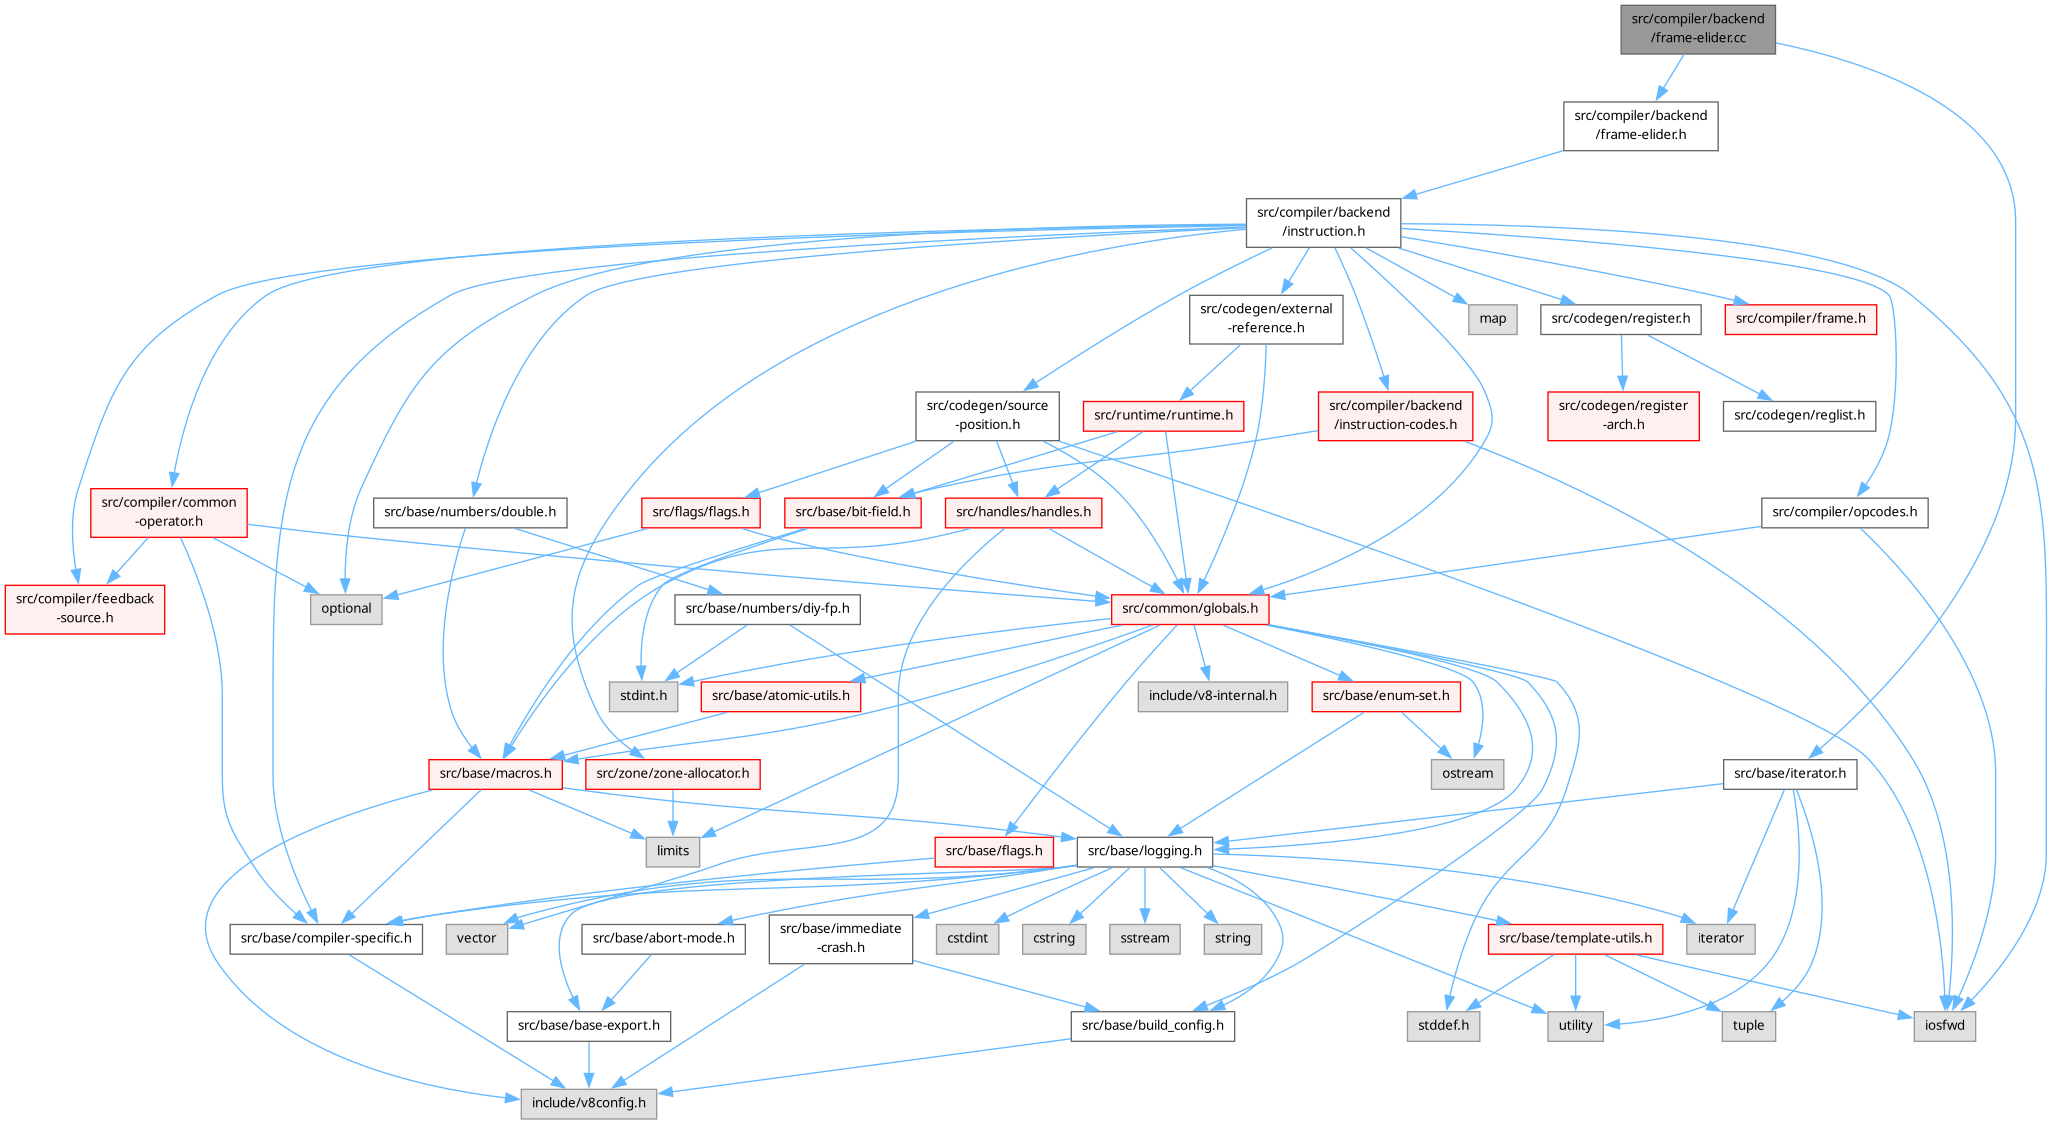 src/compiler/backend
/frame-elider.cc
src/compiler/backend
/frame-elider.h
src/compiler/backend
/instruction.h
src/codegen/external
-reference.h
map
src/codegen/register.h
src/compiler/frame.h
src/codegen/source
-position.h
src/runtime/runtime.h
src/compiler/backend
/instruction-codes.h
src/codegen/register
-arch.h
src/codegen/reglist.h
src/compiler/common
-operator.h
src/base/numbers/double.h
src/flags/flags.h
src/base/bit-field.h
src/handles/handles.h
src/compiler/opcodes.h
src/compiler/feedback
-source.h
optional
src/base/numbers/diy-fp.h
src/common/globals.h
stdint.h
src/base/atomic-utils.h
include/v8-internal.h
src/base/enum-set.h
src/base/macros.h
src/zone/zone-allocator.h
ostream
src/base/iterator.h
limits
src/base/flags.h
src/base/logging.h
src/base/compiler-specific.h
vector
src/base/abort-mode.h
src/base/immediate
-crash.h
cstdint
cstring
sstream
string
src/base/template-utils.h
iterator
src/base/base-export.h
src/base/build_config.h
stddef.h
utility
tuple
iosfwd
include/v8config.h